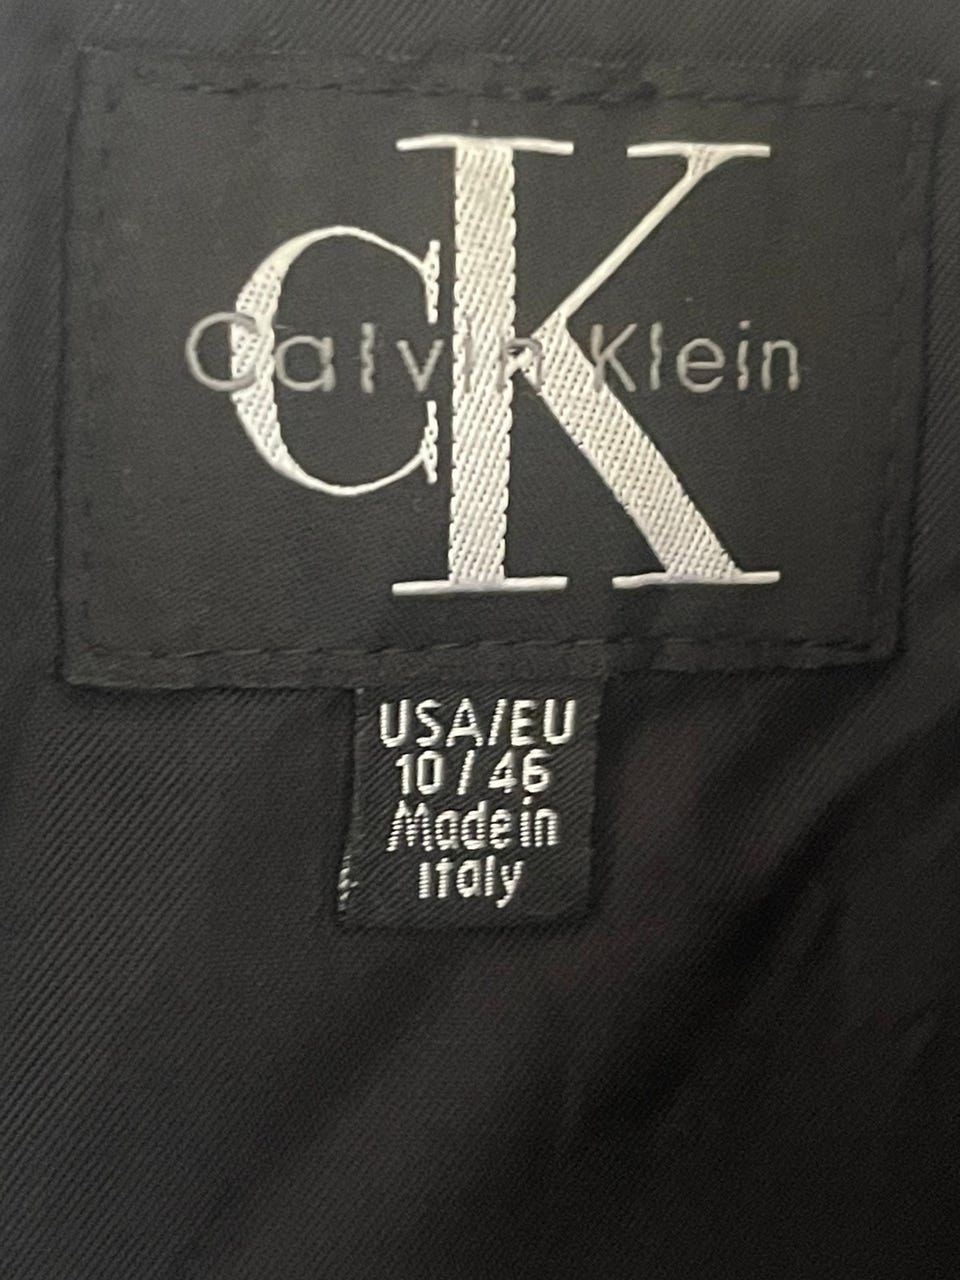 cK
Calvin Klein
USA/EU
10 / 46
Made in
Italy